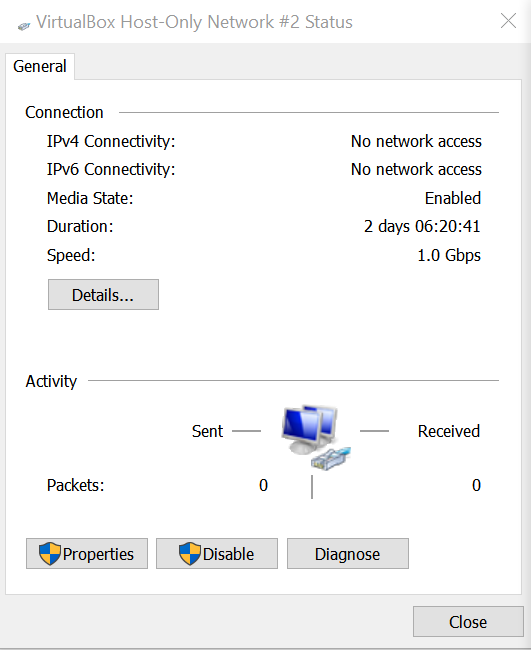 VirtualBox Host-Only Network #2 Status
General
Connection
IPv4 Connectivity: No network access
IPv6 Connectivity: No network access
Media State: Enabled
Duration: 2 days 06:20:41
Speed: 1.0 Gbps
Details...
Activity
Sent Received
Packets: 0 0
Properties Disable Diagnose
Close